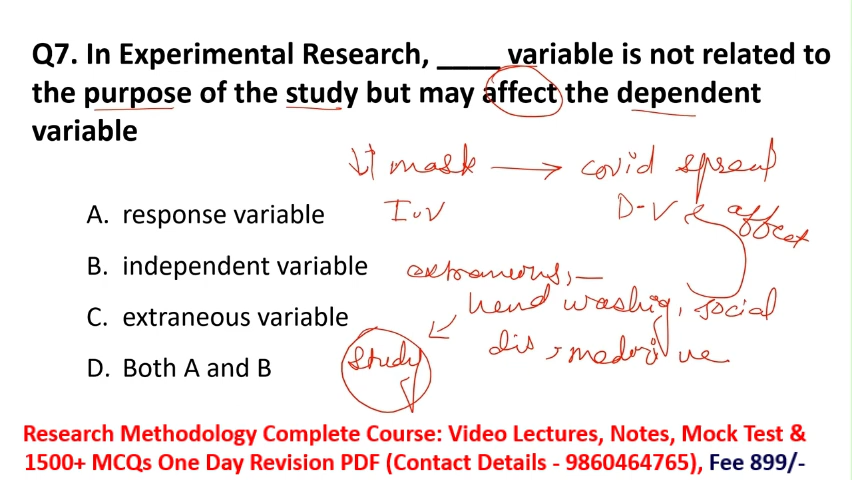 Q7. In Experimental Research, ____ variable is not related to
the purpose of the study but may affect the dependent
variable
mask → covid spread
A. response variable
I.V
D-V affect
B. independent variable
extraneous, —
hand washing, social
C. extraneous variable
dis,
study
D. Both A and B
Research Methodology Complete Course: Video Lectures, Notes, Mock Test &
1500+ MCQs One Day Revision PDF (Contact Details - 9860464765), Fee 899/-